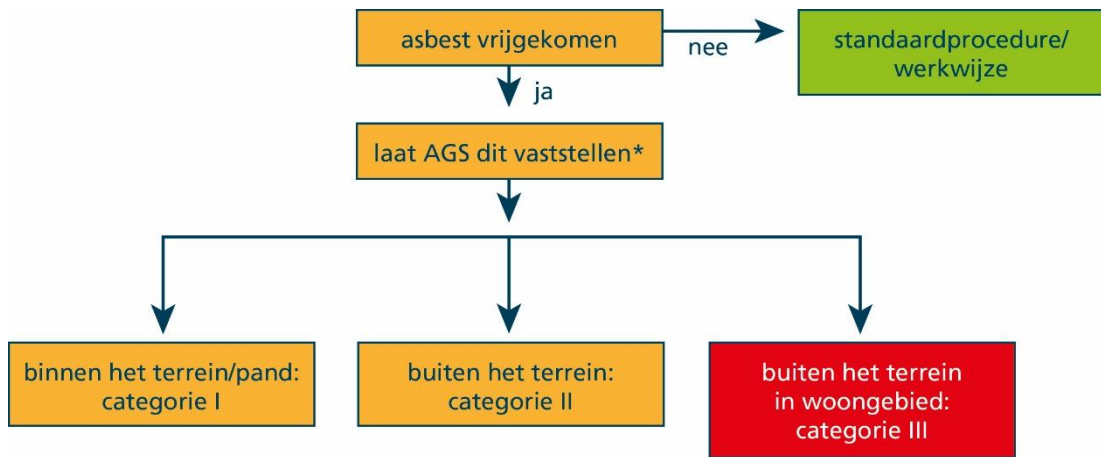 asbest vrijgekomen
nee
standaardprocedure/
werkwijze
ja
laat AGS dit vaststellen*
binnen het terrein/pand:
categorie I
buiten het terrein:
categorie II
buiten het terrein
in woongebied:
categorie III